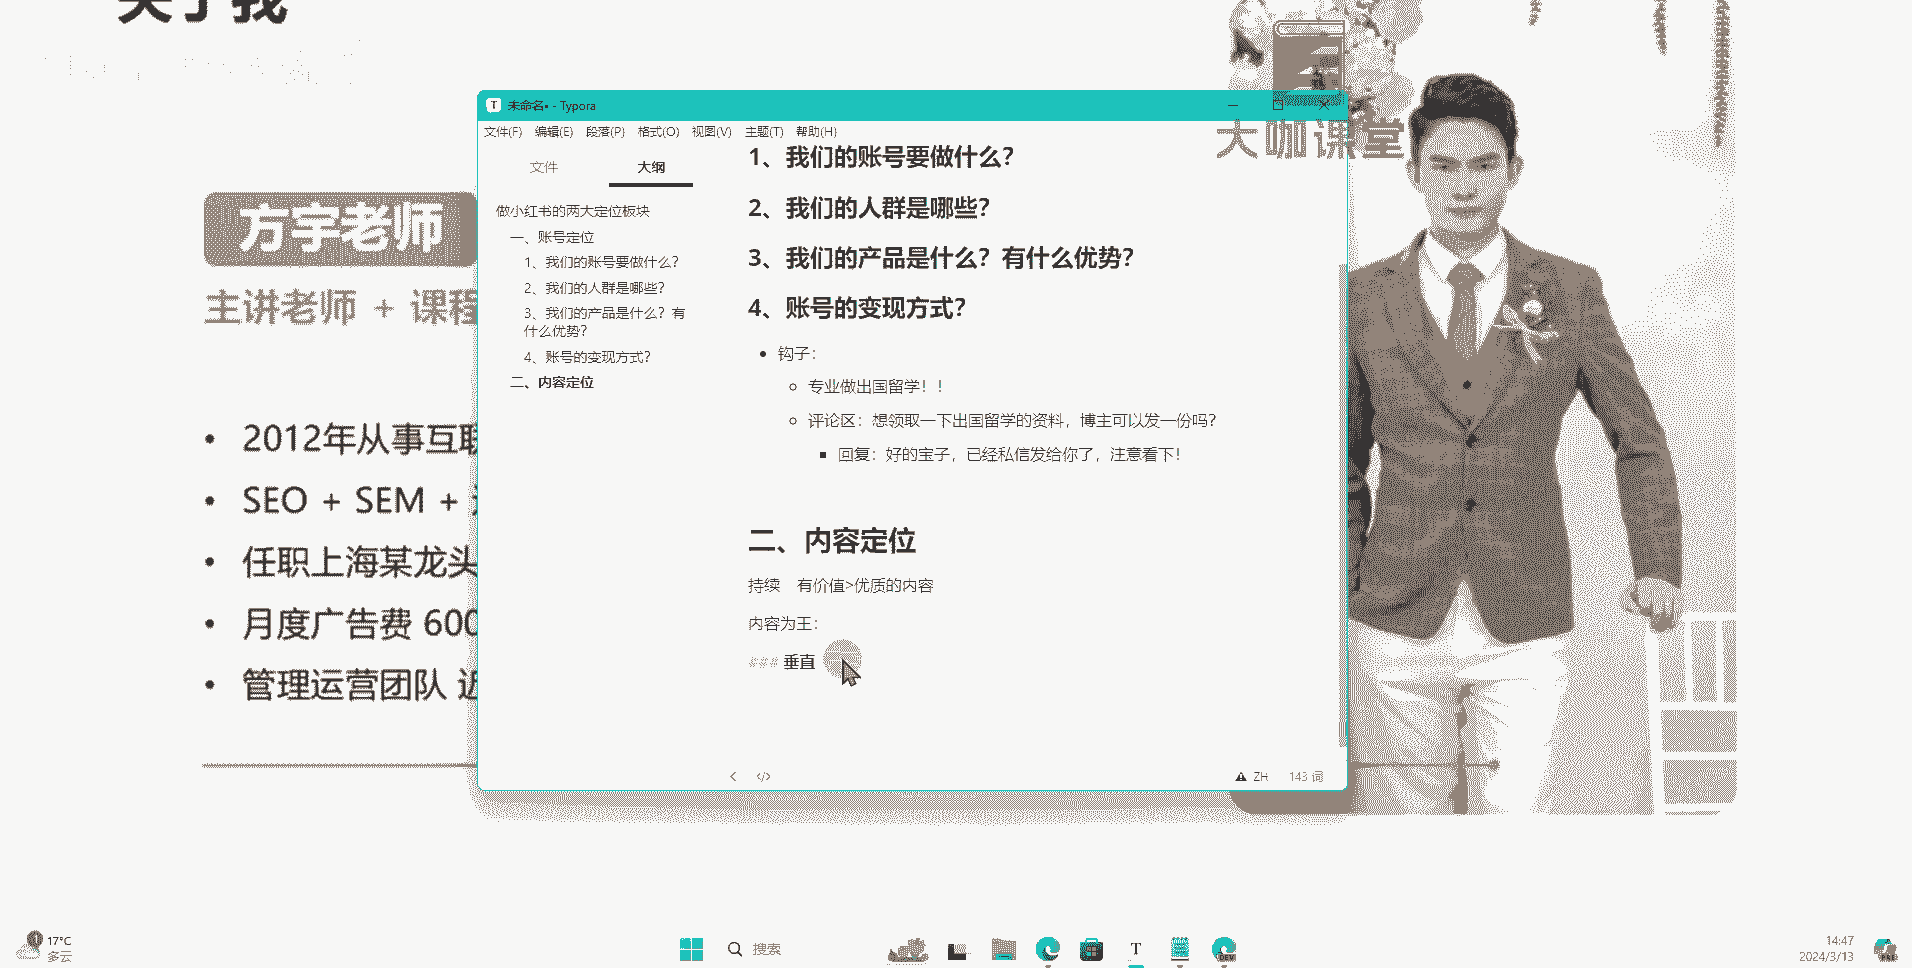 关于我
方宇老师
主讲老师 + 课程
2012年从事互联
SEO + SEM +
任职上海某龙头
月度广告费 600
管理运营团队 近
大咖课堂
未命名• - Typora
文件(F) 编辑(E) 段落(P) 格式(O) 视图(V) 主题(T) 帮助(H)
文件 大纲
做小红书的两大定位板块
一、账号定位
1、我们的账号要做什么？
2、我们的人群是哪些？
3、我们的产品是什么？有
什么优势？
4、账号的变现方式？
二、内容定位
1、我们的账号要做什么？
2、我们的人群是哪些？
3、我们的产品是什么？有什么优势？
4、账号的变现方式？
钩子：
专业做出国留学！！
评论区：想领取一下出国留学的资料，博主可以发一份吗？
回复：好的宝子，已经私信发给你了，注意看下！
二、内容定位
持续 有价值>优质的内容
内容为王：
### 垂直
ZH 143 词
1
17°C
多云
搜索
T
DEV
14:47
2024/3/13
PRE